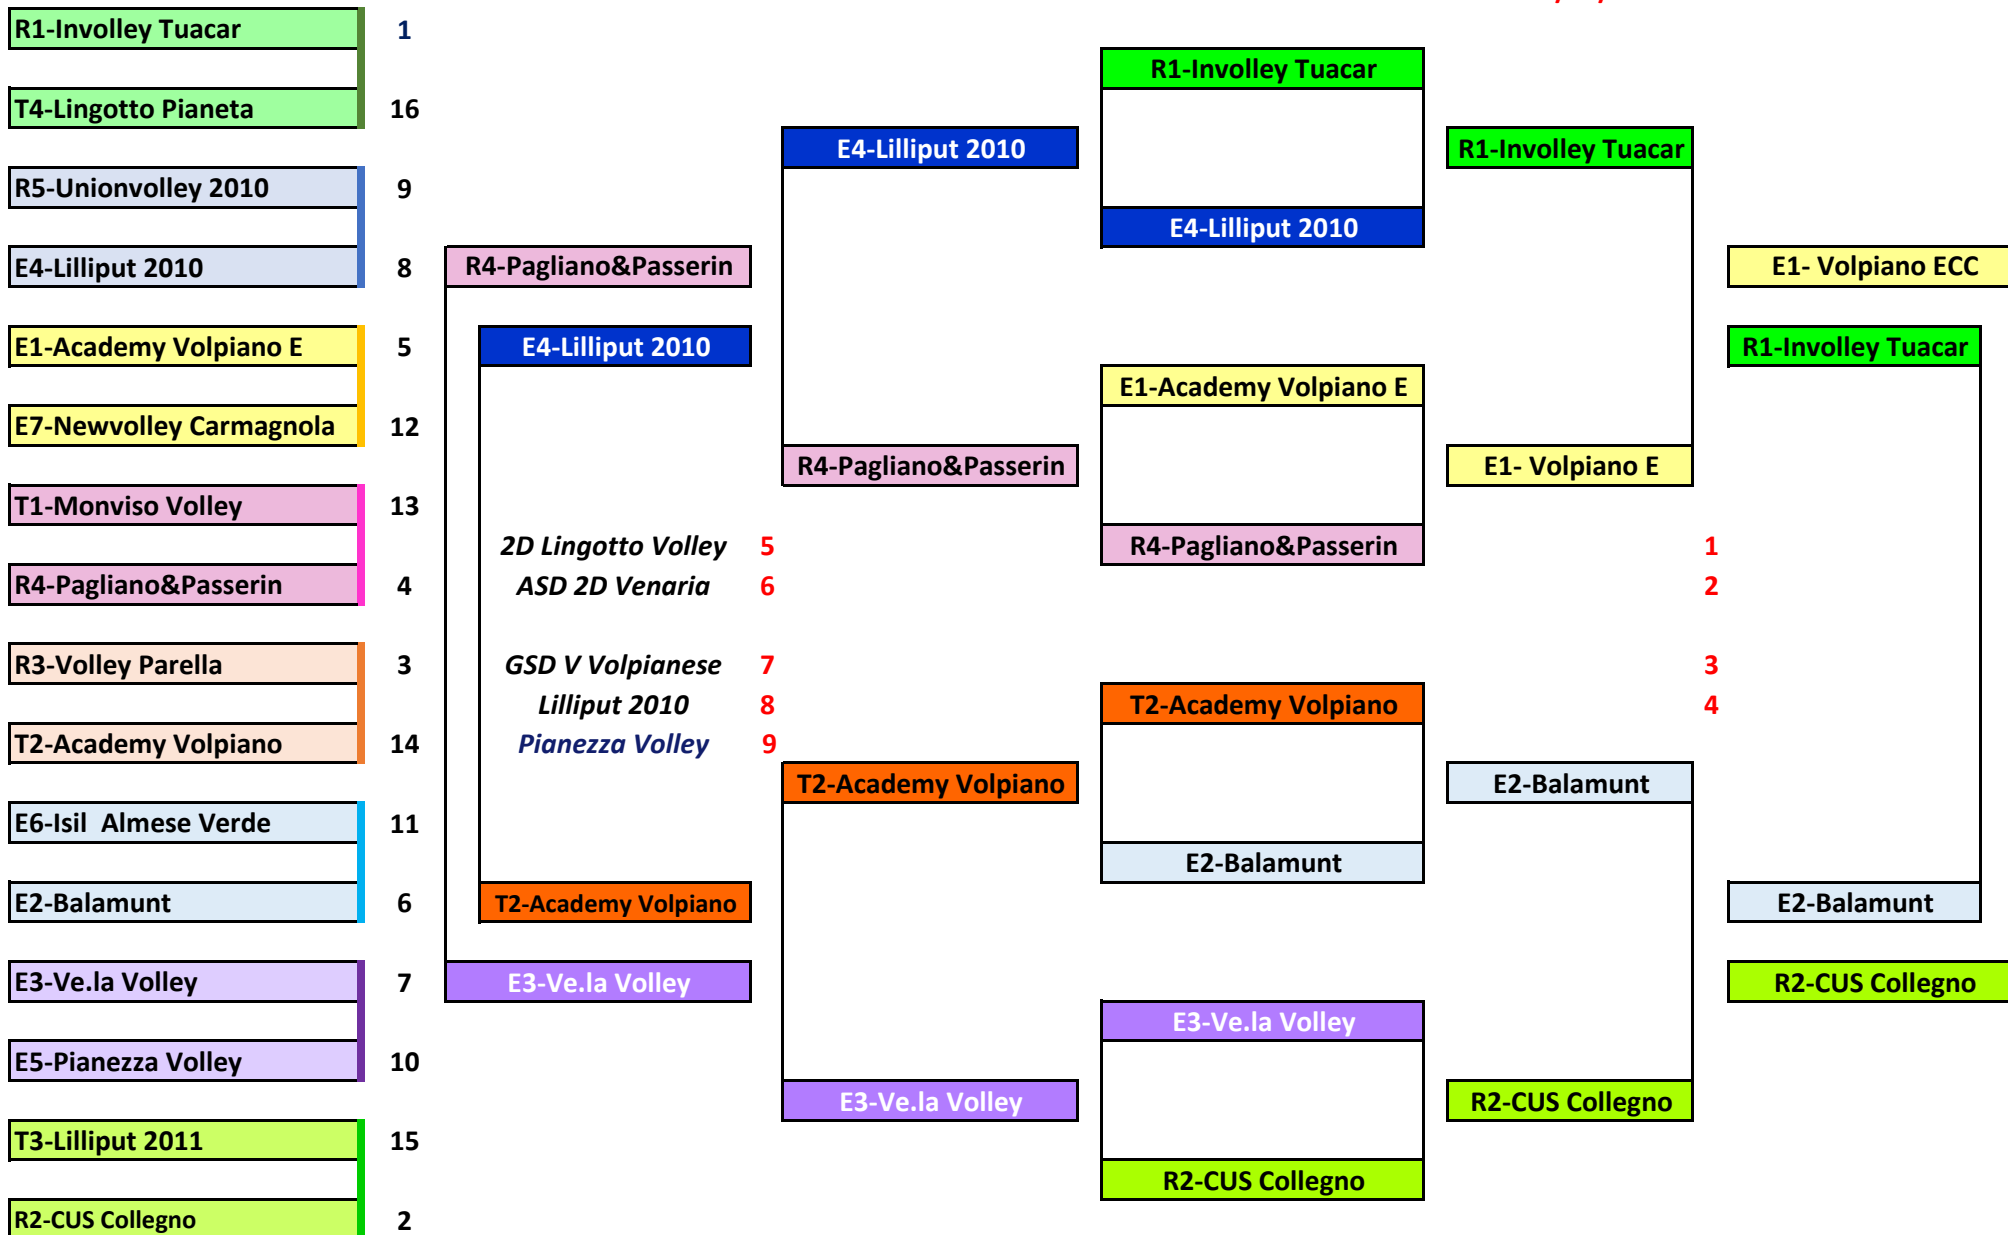 R1-Involley Tuacar
1
T4-Lingotto Pianeta
16
R5-Unionvolley 2010
9
E4-Lilliput 2010
8
E1-Academy Volpiano E
5
E7-Newvolley Carmagnola
12
T1-Monviso Volley
13
R4-Pagliano&Passerin
4
R3-Volley Parella
3
T2-Academy Volpiano
14
E6-Isil  Almese Verde
11
E2-Balamunt
6
E3-Ve.la Volley
7
E5-Pianezza Volley
10
T3-Lilliput 2011
15
R2-CUS Collegno
2
R4-Pagliano&Passerin
E4-Lilliput 2010
2D Lingotto Volley 5
ASD 2D Venaria 6
GSD V Volpianese 7
Lilliput 2010 8
Pianezza Volley 9
T2-Academy Volpiano
E3-Ve.la Volley
E4-Lilliput 2010
R4-Pagliano&Passerin
T2-Academy Volpiano
E3-Ve.la Volley
R1-Involley Tuacar
E4-Lilliput 2010
E1-Academy Volpiano E
R4-Pagliano&Passerin
T2-Academy Volpiano
E2-Balamunt
E3-Ve.la Volley
R2-CUS Collegno
R1-Involley Tuacar
E1- Volpiano E
1
2
3
4
E2-Balamunt
R2-CUS Collegno
E1- Volpiano ECC
R1-Involley Tuacar
E2-Balamunt
R2-CUS Collegno